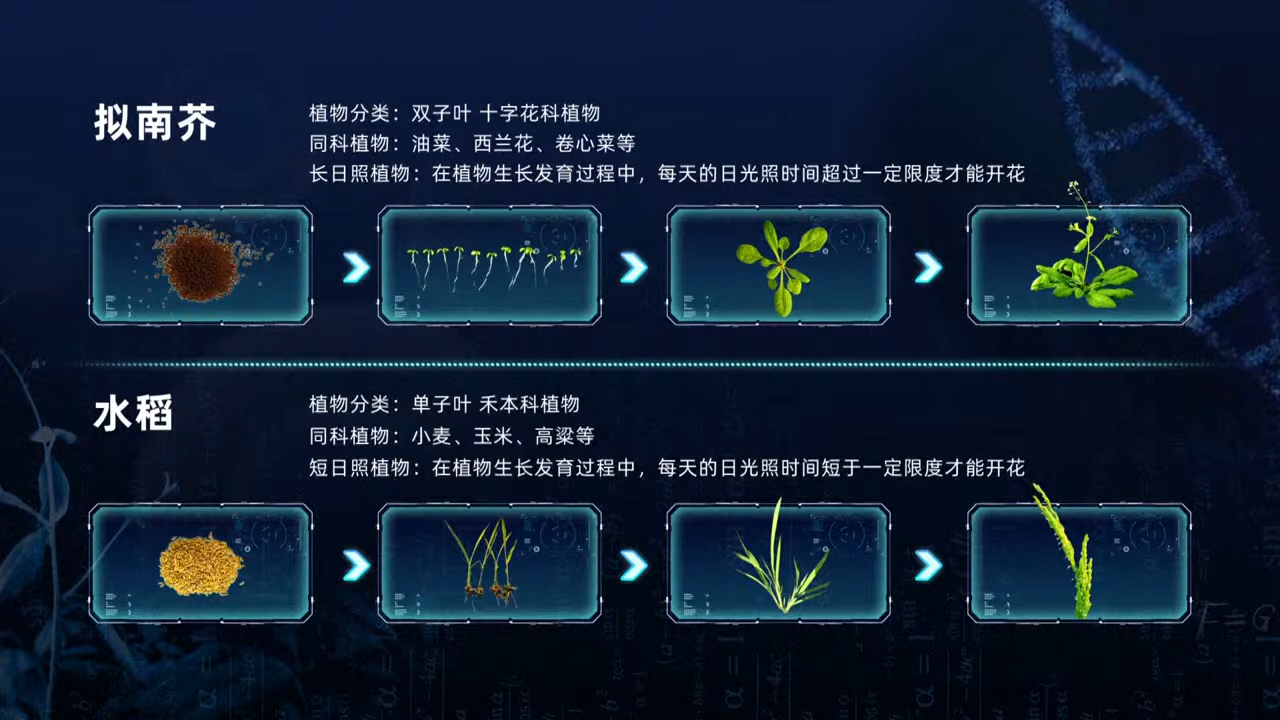 拟南芥
植物分类：双子叶 十字花科植物
同科植物：油菜、西兰花、卷心菜等
长日照植物：在植物生长发育过程中，每天的日光照时间超过一定限度才能开花
水稻
植物分类：单子叶 禾本科植物
同科植物：小麦、玉米、高粱等
短日照植物：在植物生长发育过程中，每天的日光照时间短于一定限度才能开花